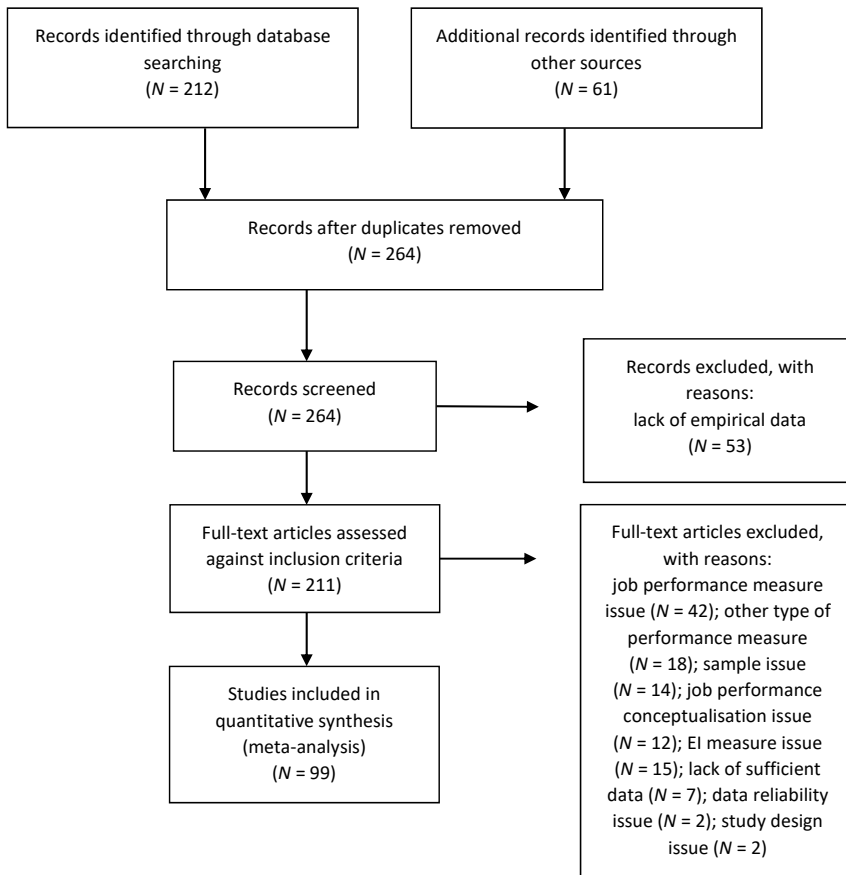 Records identified through database
searching
(N = 212)
Additional records identified through
other sources
(N = 61)
Records after duplicates removed
(N = 264)
Records screened
(N = 264)
Records excluded, with
reasons:
lack of empirical data
(N = 53)
Full-text articles assessed
against inclusion criteria
(N = 211)
Full-text articles excluded,
with reasons:
job performance measure
issue (N = 42); other type of
performance measure
(N = 18); sample issue
(N = 14); job performance
conceptualisation issue
(N = 12); EI measure issue
(N = 15); lack of sufficient
data (N = 7); data reliability
issue (N = 2); study design
issue (N = 2)
Studies included in
quantitative synthesis
(meta-analysis)
(N = 99)